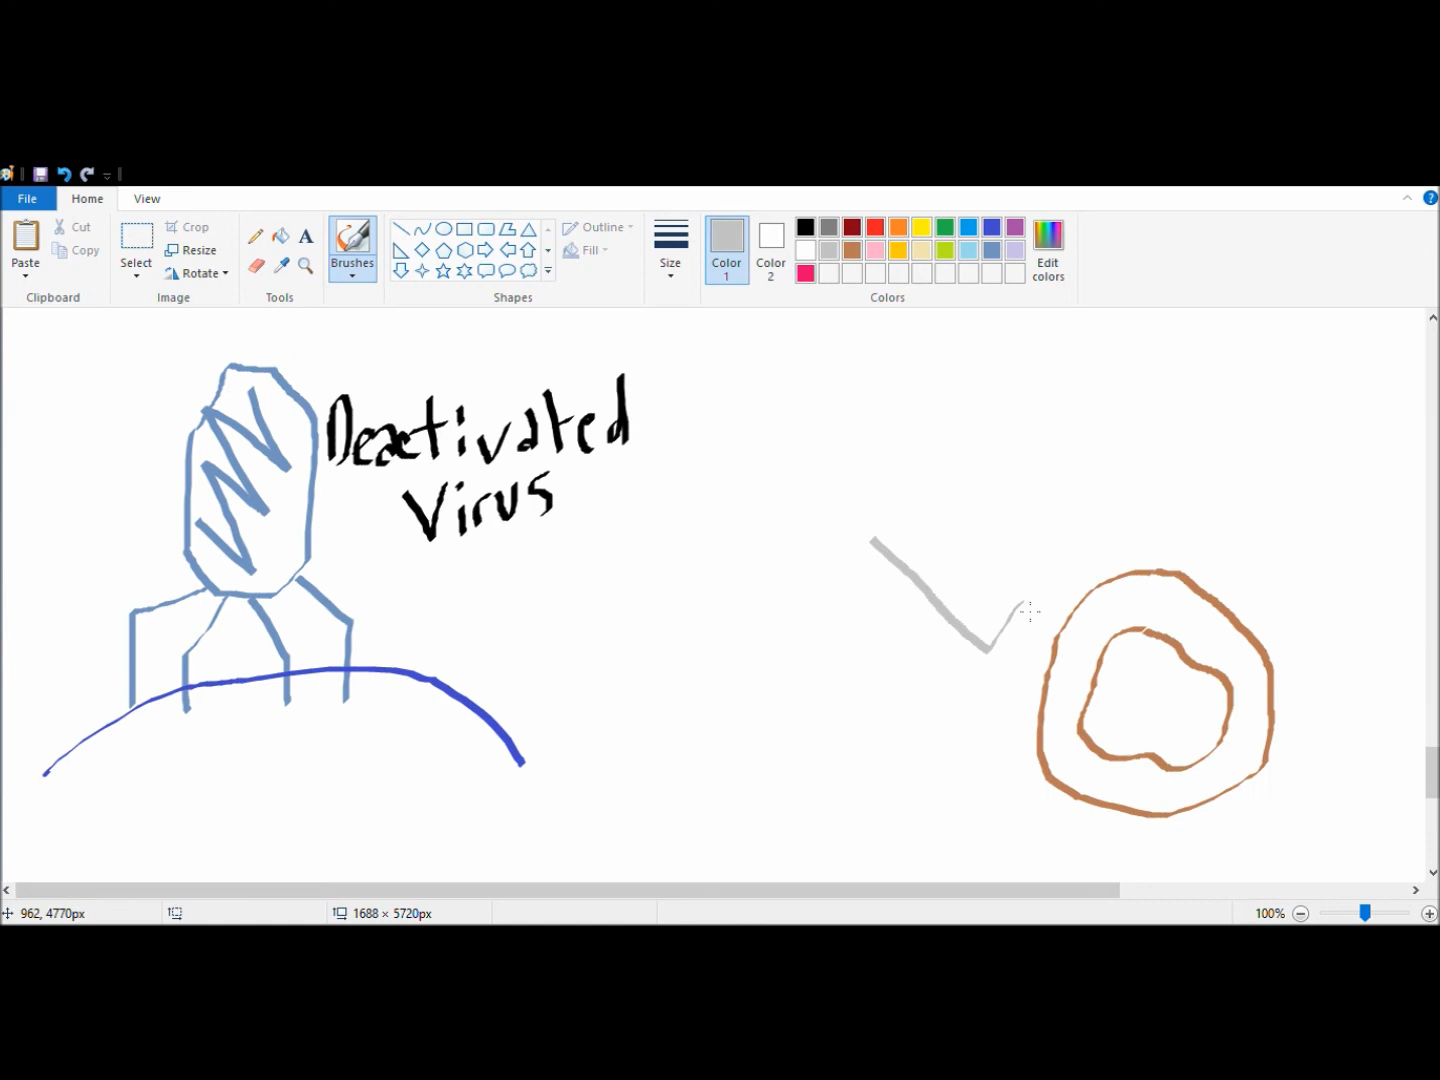 File Home View
Paste
Cut
Copy
Clipboard
Select
Crop
Resize
Rotate
Image
A
Tools
Brushes
Outline
Fill
Shapes
Size
Color
1
Color
2
Edit
colors
Colors
Deactivated
Virus
962, 4770px
1688 × 5720px
100%